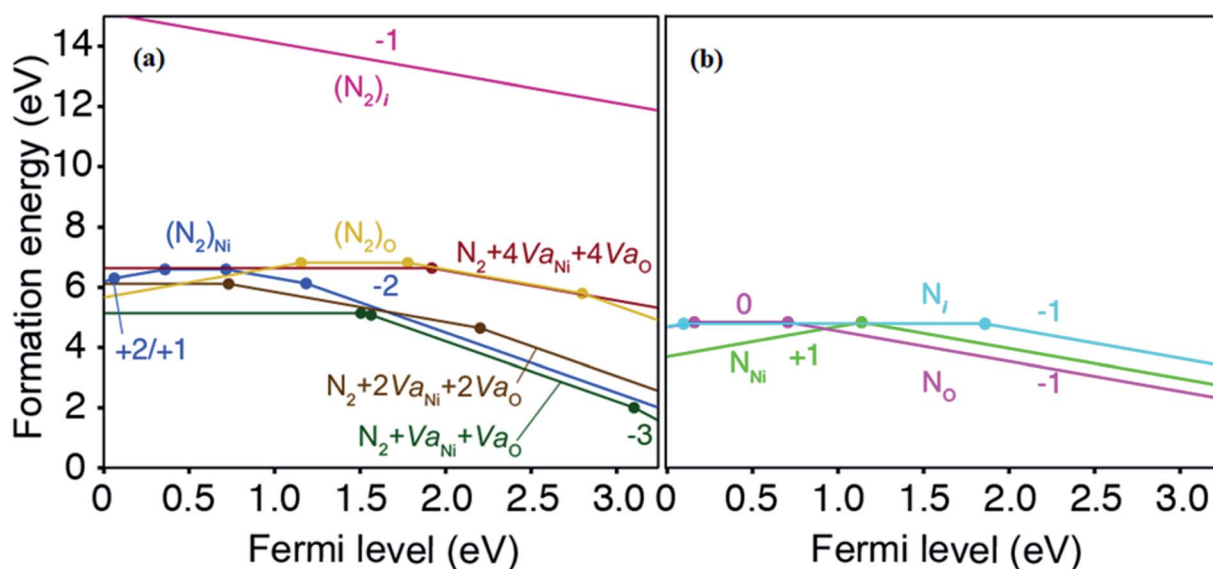 Formation energy (eV)
14
12
10
8
6
4
2
0
(a)
-1
(N₂)ᵢ
(N₂)Ni
(N₂)O
N₂+4VaNi+4VaO
-2
+2/+1
N₂+2VaNi+2VaO
N₂+VaNi+VaO
-3
0 0.5 1.0 1.5 2.0 2.5 3.0
Fermi level (eV)
(b)
0
Nᵢ
-1
NNi
+1
NO
-1
0 0.5 1.0 1.5 2.0 2.5 3.0
Fermi level (eV)